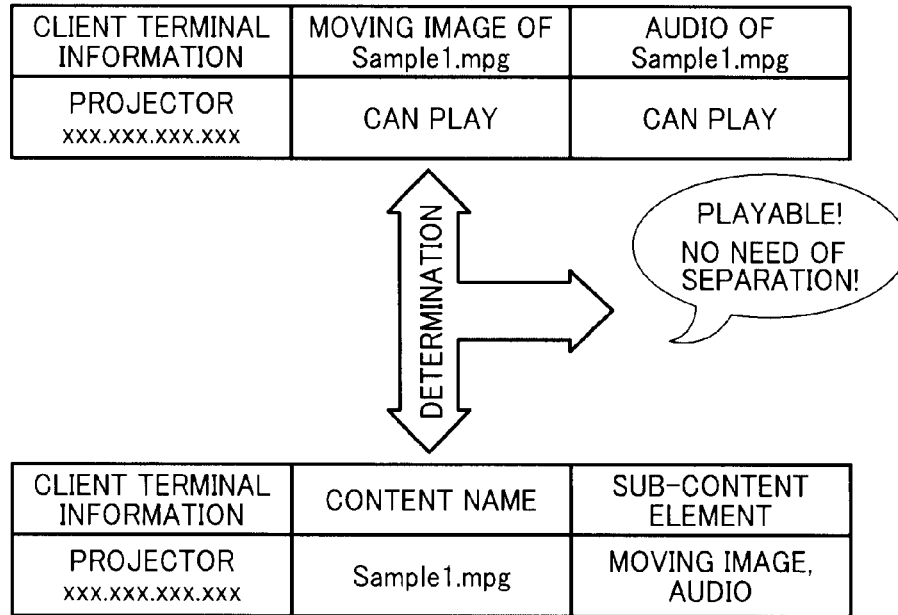 CLIENT TERMINAL INFORMATION
MOVING IMAGE OF Sample1.mpg
AUDIO OF Sample1.mpg
PROJECTOR
xxx.xxx.xxx.xxx
CAN PLAY
CAN PLAY
DETERMINATION
PLAYABLE!
NO NEED OF
SEPARATION!
CLIENT TERMINAL INFORMATION
CONTENT NAME
SUB-CONTENT ELEMENT
PROJECTOR
xxx.xxx.xxx.xxx
Sample1.mpg
MOVING IMAGE,
AUDIO